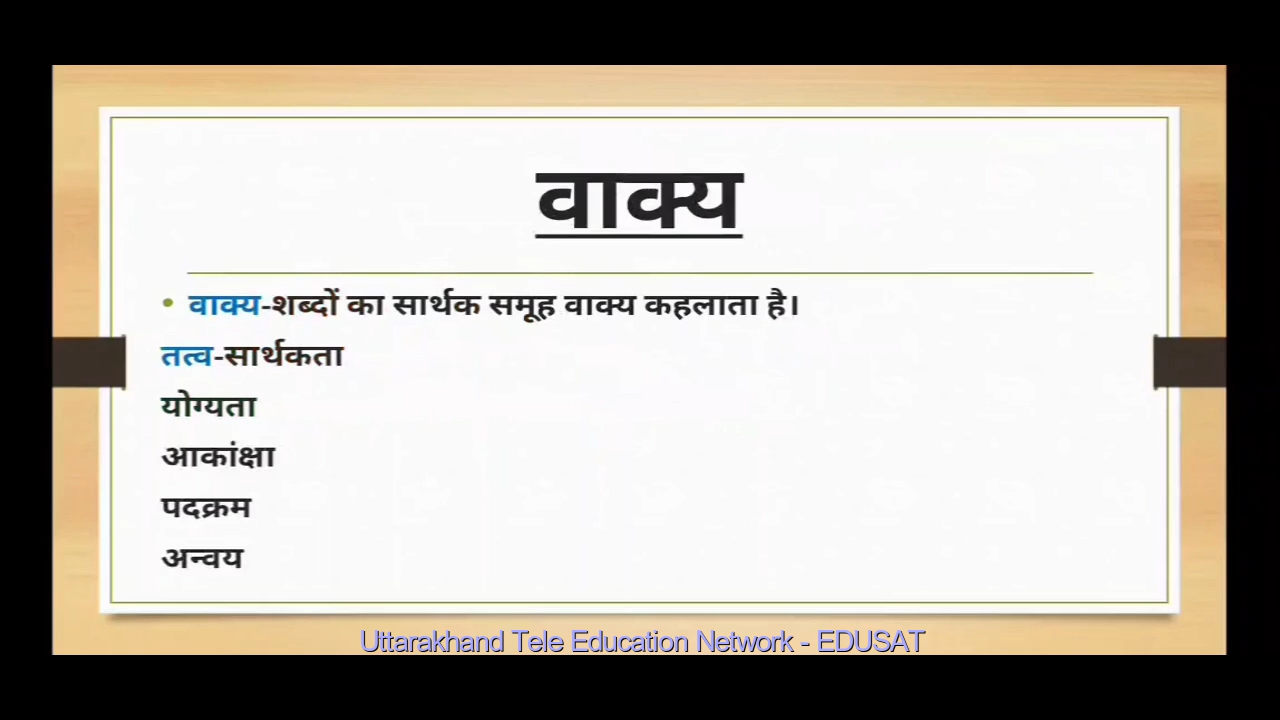 वाक्य
• वाक्य-शब्दों का सार्थक समूह वाक्य कहलाता है।
तत्व-सार्थकता
योग्यता
आकांक्षा
पदक्रम
अन्वय
Uttarakhand Tele Education Network - EDUSAT